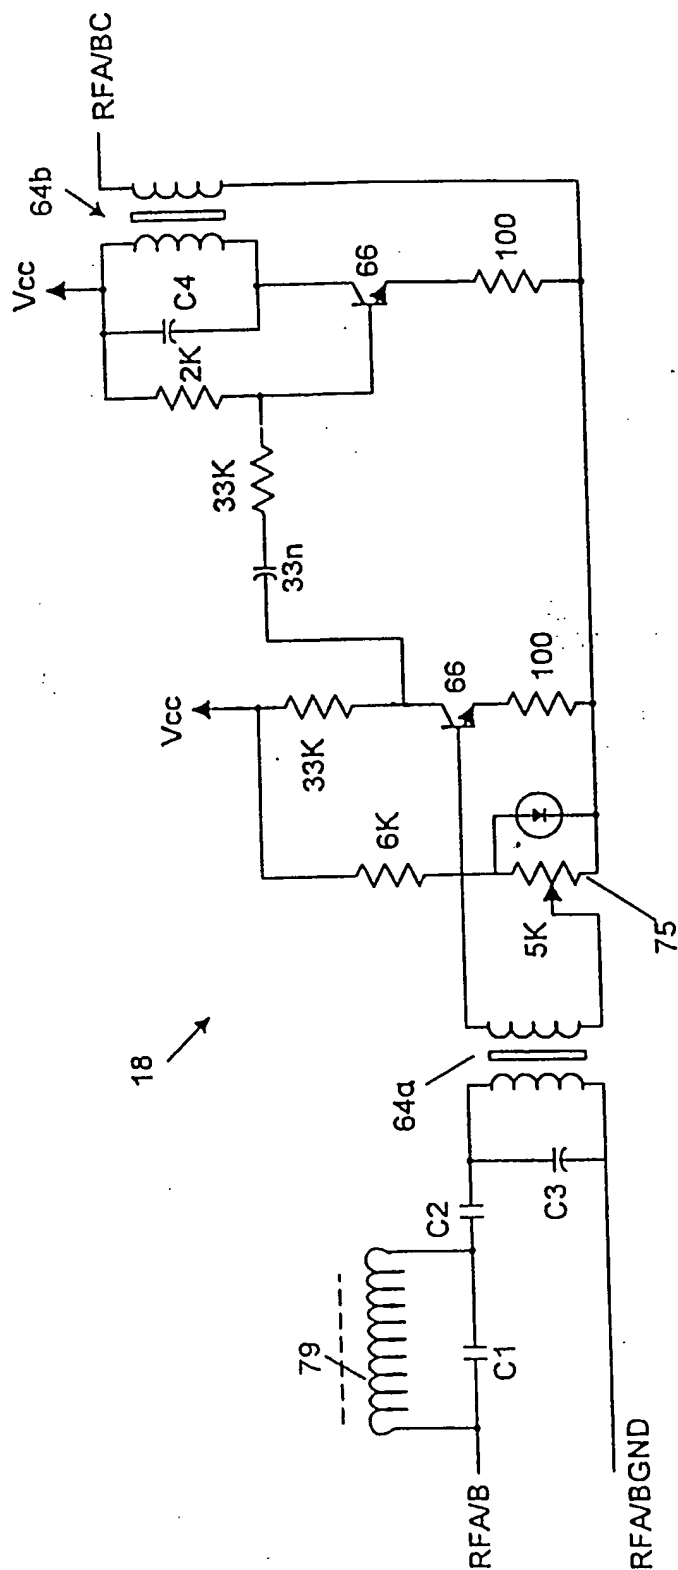 RFA/BC
64b
Vcc
C4
2K
66
100
33K
33n
Vcc
33K
66
100
6K
5K
75
18
64a
C2
C3
79
C1
RFA/B
RFA/BGND